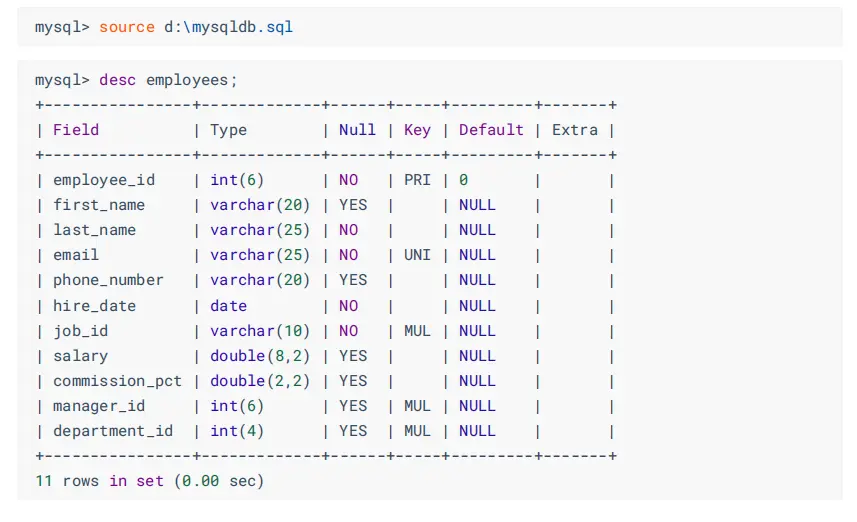 mysql> source d:\mysqldb.sql
mysql> desc employees;
+----------------+-------------+------+-----+---------+-------+
| Field          | Type        | Null | Key | Default | Extra |
+----------------+-------------+------+-----+---------+-------+
| employee_id    | int(6)      | NO   | PRI | 0       |       |
| first_name     | varchar(20) | YES  |     | NULL    |       |
| last_name      | varchar(25) | NO   |     | NULL    |       |
| email          | varchar(25) | NO   | UNI | NULL    |       |
| phone_number   | varchar(20) | YES  |     | NULL    |       |
| hire_date      | date        | NO   |     | NULL    |       |
| job_id         | varchar(10) | NO   | MUL | NULL    |       |
| salary         | double(8,2) | YES  |     | NULL    |       |
| commission_pct | double(2,2) | YES  |     | NULL    |       |
| manager_id     | int(6)      | YES  | MUL | NULL    |       |
| department_id  | int(4)      | YES  | MUL | NULL    |       |
+----------------+-------------+------+-----+---------+-------+
11 rows in set (0.00 sec)